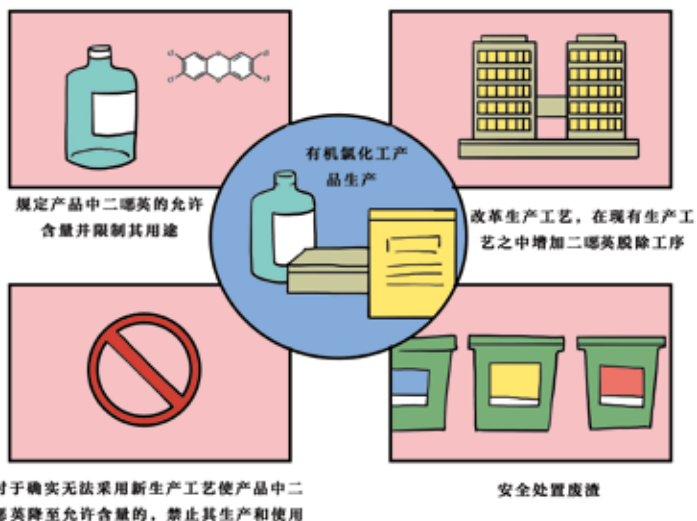 有机氯化工产
品生产
规定产品中二噁英的允许
含量并限制其用途
改革生产工艺，在现有生产工
艺之中增加二噁英脱除工序
对于确实无法采用新生产工艺使产品中二
噁英降至允许含量的，禁止其生产和使用
安全处置废渣